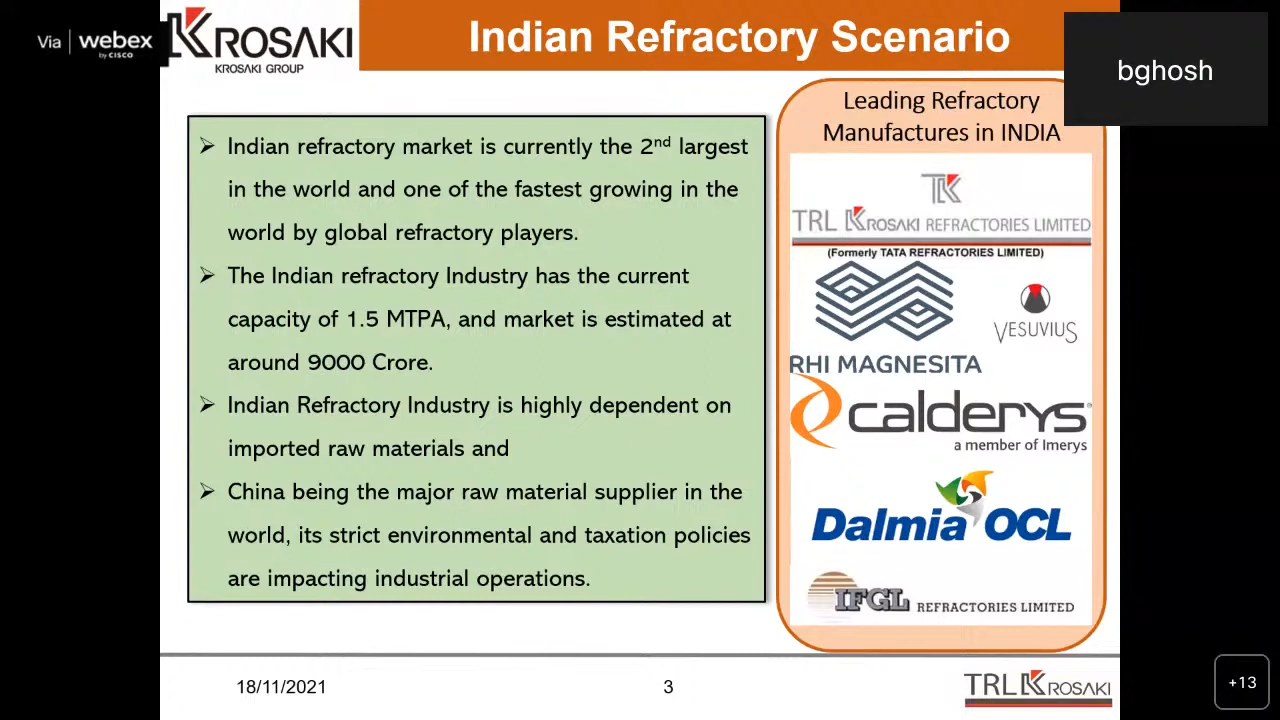 Via webex
by CISCO
KROSAKI
KROSAKI GROUP
Indian Refractory Scenario
bghosh
➢ Indian refractory market is currently the 2nd largest
in the world and one of the fastest growing in the
world by global refractory players.
➢ The Indian refractory Industry has the current
capacity of 1.5 MTPA, and market is estimated at
around 9000 Crore.
➢ Indian Refractory Industry is highly dependent on
imported raw materials and
➢ China being the major raw material supplier in the
world, its strict environmental and taxation policies
are impacting industrial operations.
Leading Refractory
Manufactures in INDIA
TRL KROSAKI REFRACTORIES LIMITED
(Formerly TATA REFRACTORIES LIMITED)
VESUVIUS
RHI MAGNESITA
calderys
a member of Imerys
Dalmia OCL
IFGL REFRACTORIES LIMITED
18/11/2021
3
TRL KROSAKI
+13